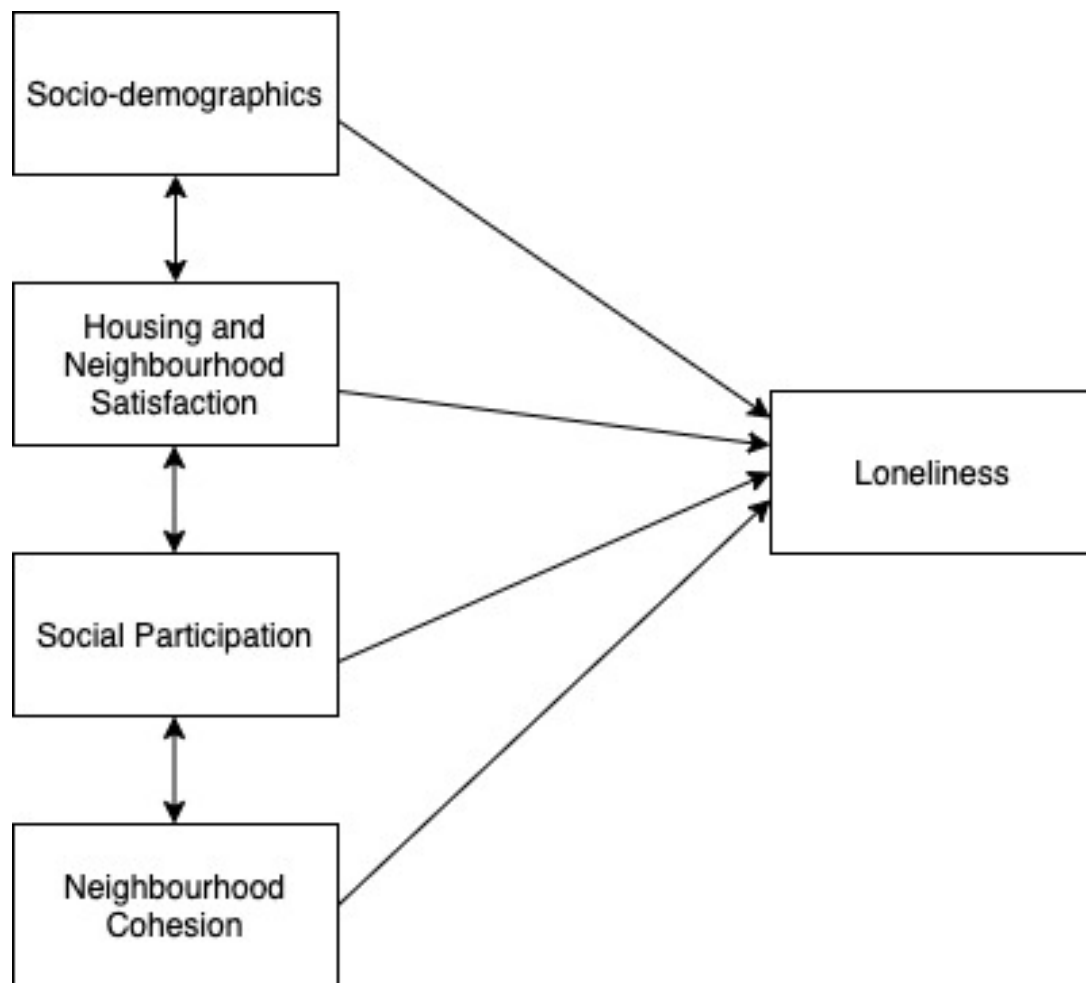 Socio-demographics
Housing and
Neighbourhood
Satisfaction
Loneliness
Social Participation
Neighbourhood
Cohesion